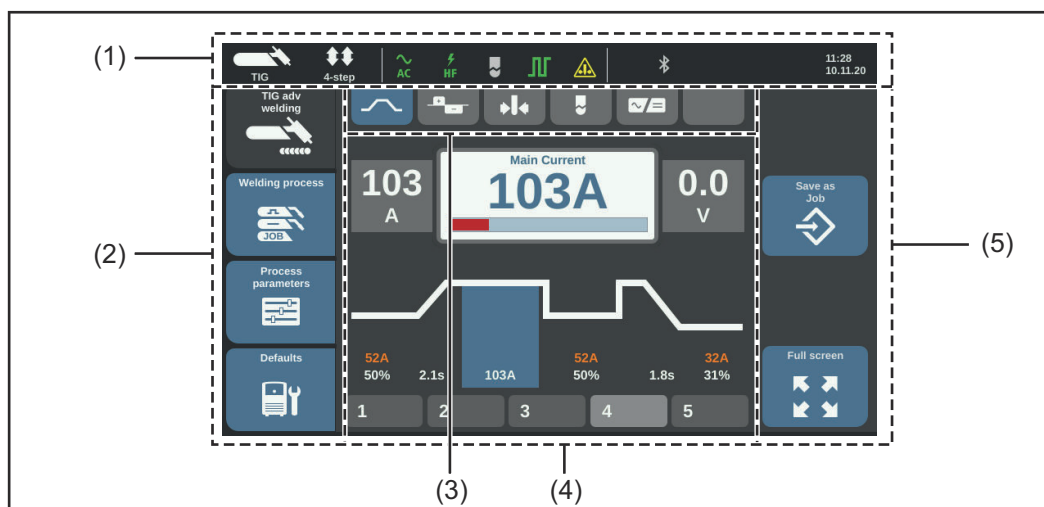 (1)
TIG
4-step
AC
HF
11:28
10.11.20
(2)
TIG adv
welding
Welding process
JOB
Process
parameters
Defaults
103
A
Main Current
103A
0.0
V
52A
50%
2.1s
103A
52A
50%
1.8s
32A
31%
1
2
3
4
5
Save as
Job
Full screen
(5)
(3)
(4)